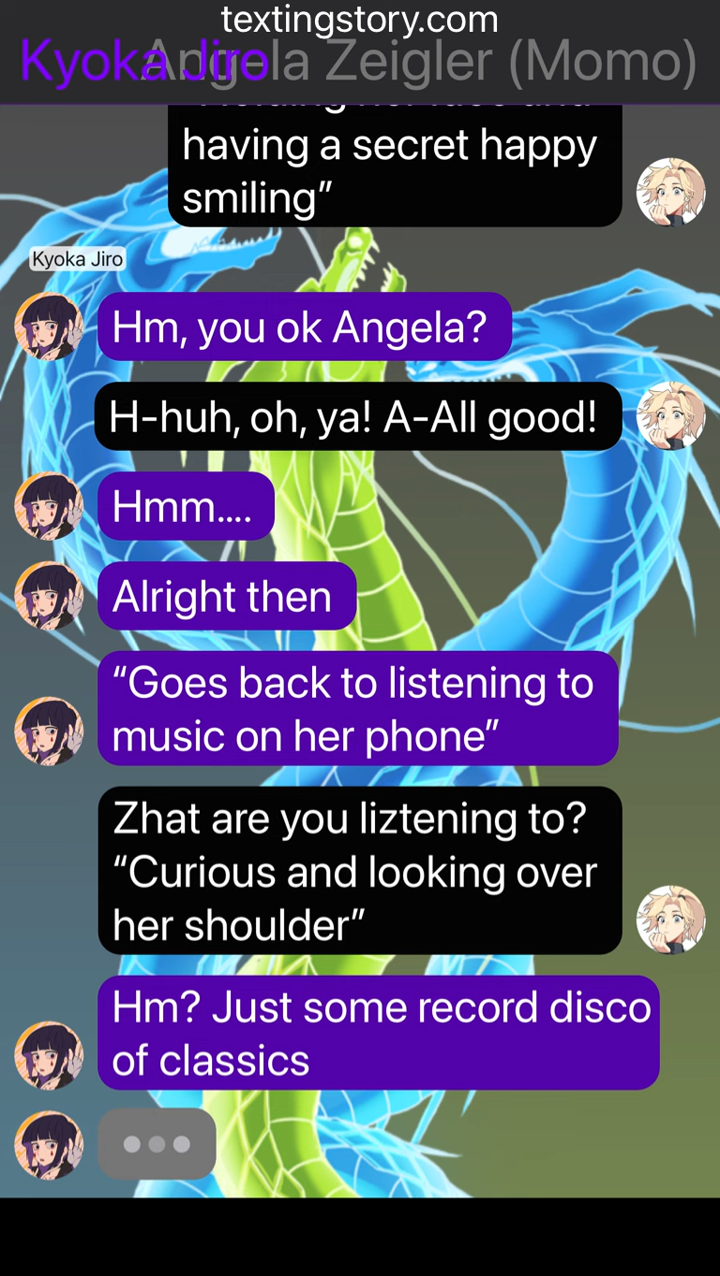 textingstory.com
Kyoka Jiro
Angela Zeigler (Momo)
having a secret happy
smiling”
Kyoka Jiro
Hm, you ok Angela?
H-huh, oh, ya! A-All good!
Hmm....
Alright then
“Goes back to listening to
music on her phone”
Zhat are you liztening to?
“Curious and looking over
her shoulder”
Hm? Just some record disco
of classics